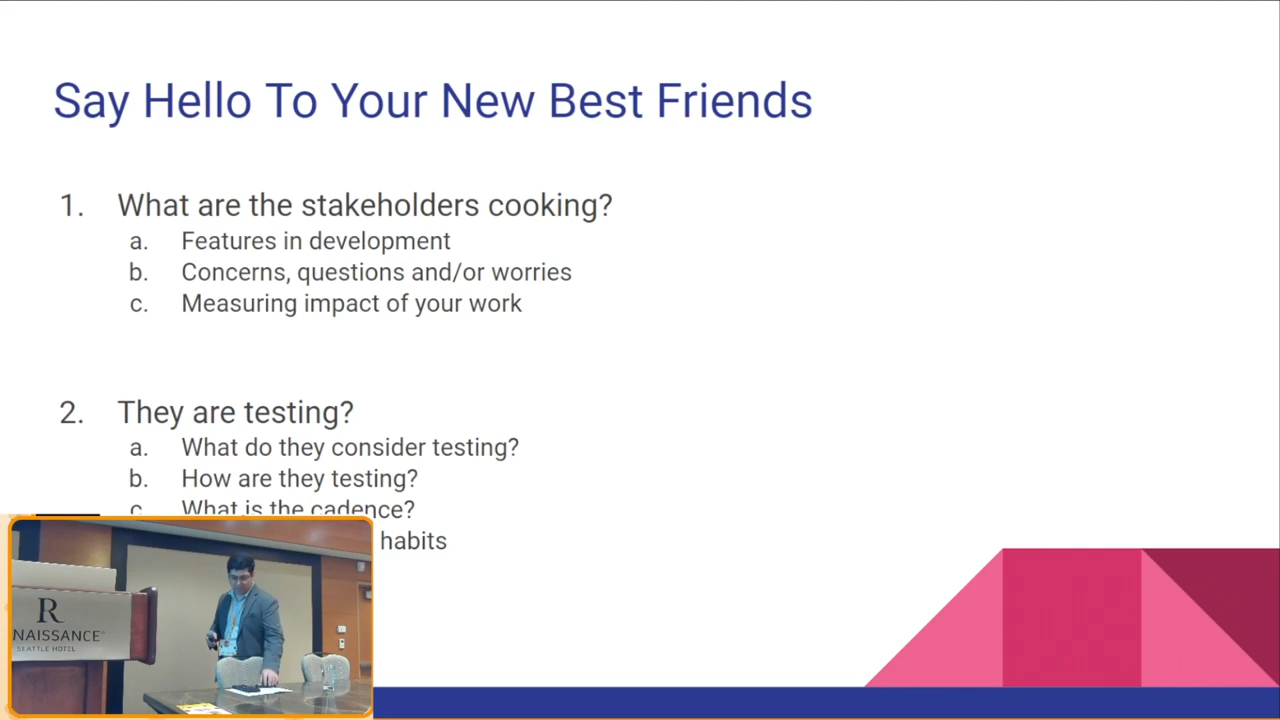 Say Hello To Your New Best Friends
1. What are the stakeholders cooking?
a. Features in development
b. Concerns, questions and/or worries
c. Measuring impact of your work
2. They are testing?
a. What do they consider testing?
b. How are they testing?
c. What is the cadence?
habits
R
NAISSANCE
SEATTLE HOTEL